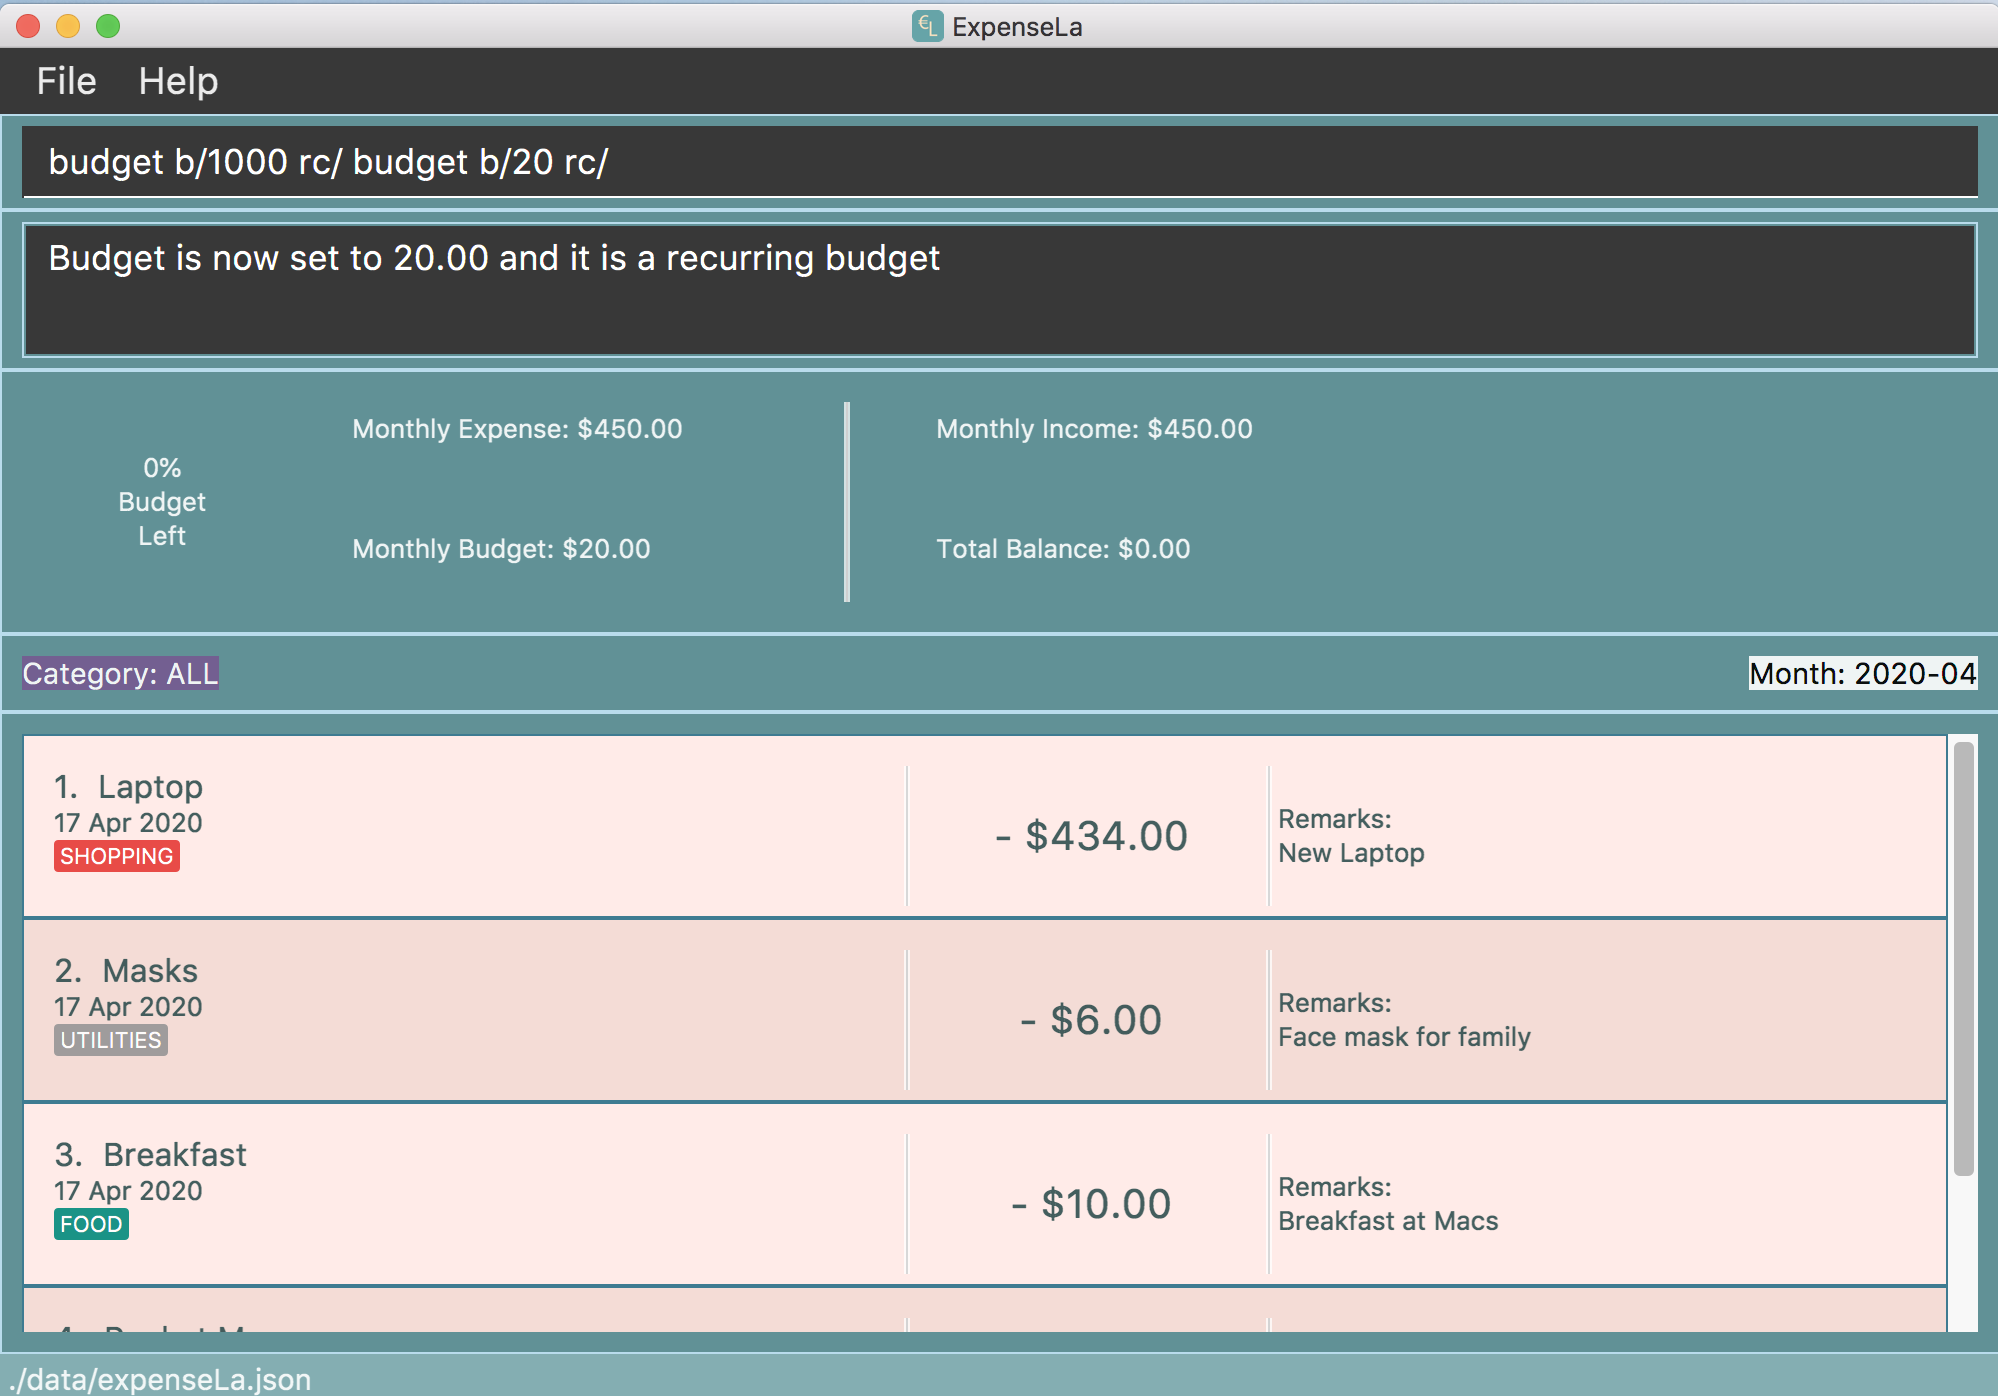 €L ExpenseLa
File Help
budget b/1000 rc/ budget b/20 rc/
Budget is now set to 20.00 and it is a recurring budget
Monthly Expense: $450.00
Monthly Income: $450.00
0%
Budget
Left
Monthly Budget: $20.00
Total Balance: $0.00
Category: ALL
Month: 2020-04
1. Laptop
17 Apr 2020
SHOPPING
- $434.00
Remarks:
New Laptop
2. Masks
17 Apr 2020
UTILITIES
- $6.00
Remarks:
Face mask for family
3. Breakfast
17 Apr 2020
FOOD
- $10.00
Remarks:
Breakfast at Macs
./data/expenseLa.json